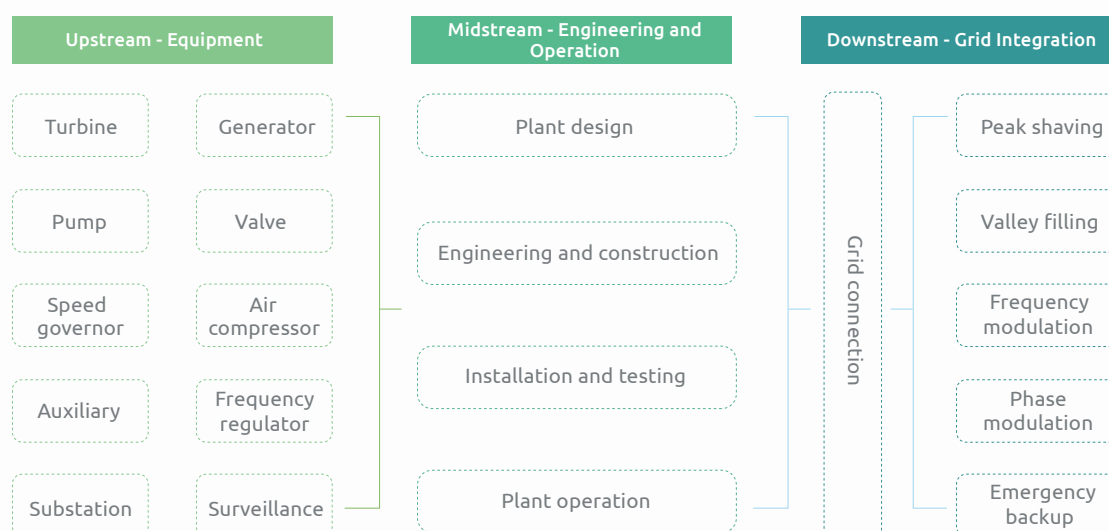 Upstream - Equipment
Midstream - Engineering and
Operation
Downstream - Grid Integration
Turbine
Generator
Pump
Valve
Speed
governor
Air
compressor
Auxiliary
Frequency
regulator
Substation
Surveillance
Plant design
Engineering and construction
Installation and testing
Plant operation
Grid connection
Peak shaving
Valley filling
Frequency
modulation
Phase
modulation
Emergency
backup